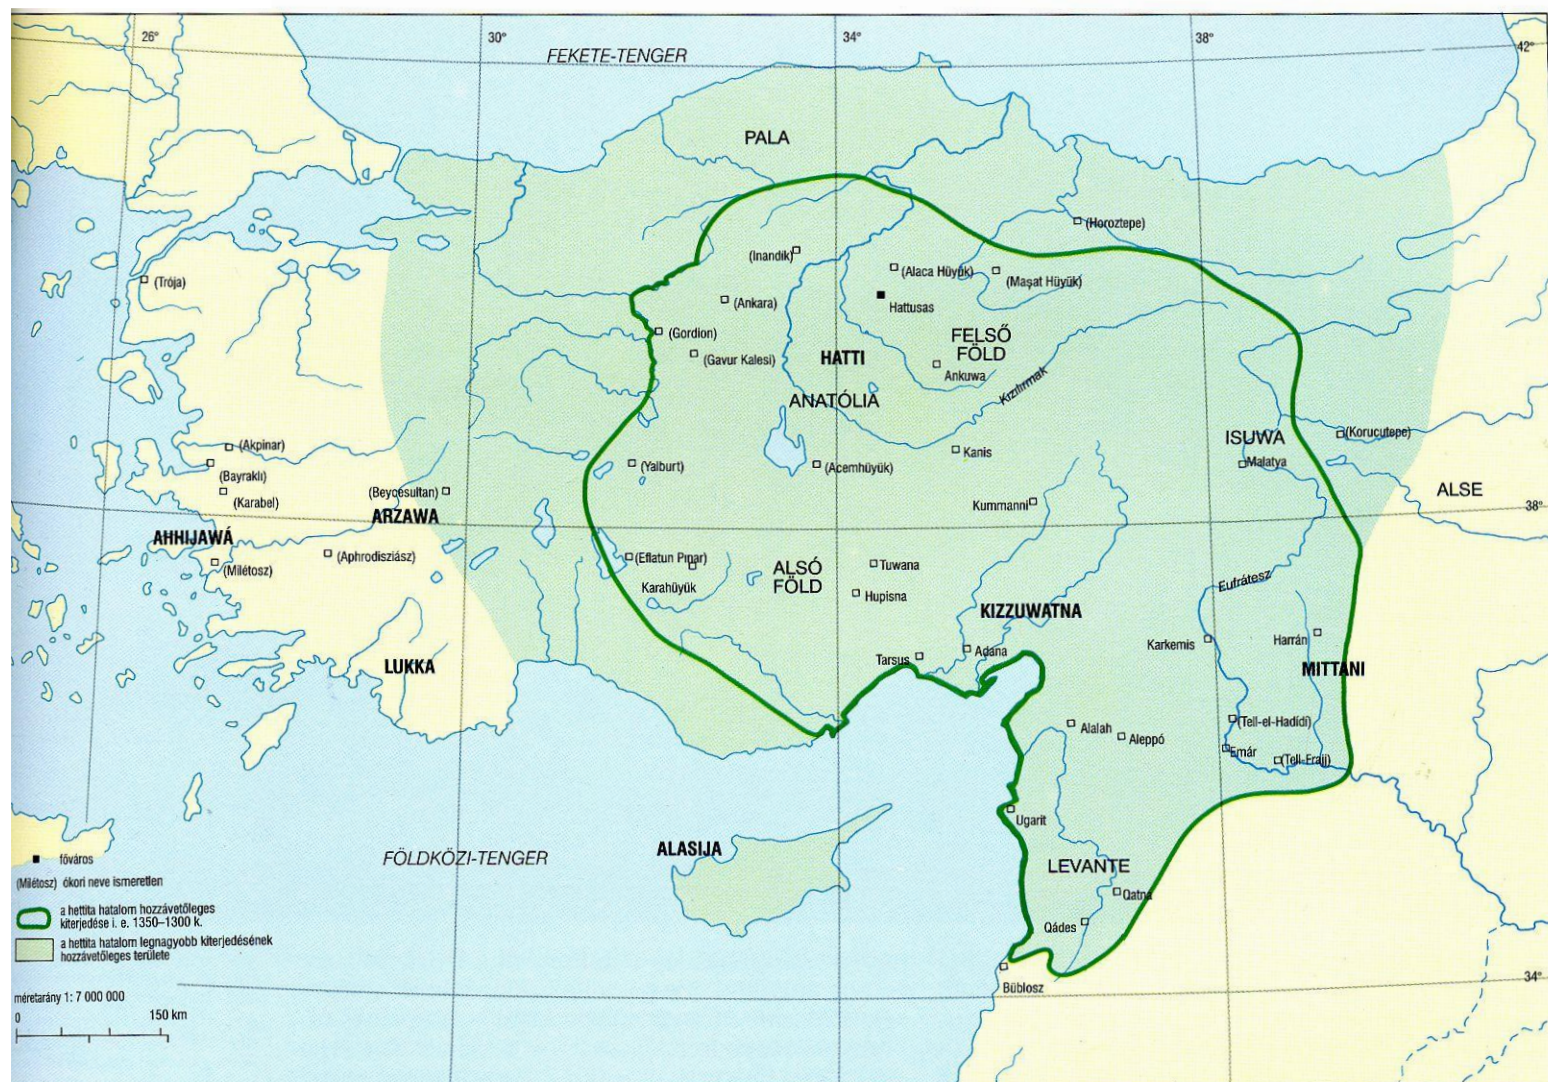 26°
30°
34°
38°
42°
FEKETE-TENGER
PALA
(Horoztepe)
(Inandik)
(Alaca Hüyük)
(Maşat Hüyük)
(Trója)
(Ankara)
Hattusas
(Gordion)
FELSŐ
FÖLD
(Gavur Kalesi)
HATTI
Ankuwa
ANATÓLIA
Kızılırmak
(Akpinar)
ISUWA
(Korucutepe)
(Bayraklı)
(Yalburt)
(Acemhüyük)
Kanis
Malatya
(Karabel)
(Beycesultan)
Kummanni
ALSE
ARZAWA
38°
AHHIJAWÁ
(Aphrodisziász)
(Milétosz)
(Eflatun Pınar)
Karahüyük
ALSÓ
FÖLD
Tuwana
Hupisna
Eufrátesz
KIZZUWATNA
Karkemis
Harrán
Tarsus
Adana
LUKKA
MITTANI
Alalah
Aleppó
(Tell-el-Hadídi)
Emár
(Tell-Fraij)
Ugarit
ALASIJA
FÖLDKÖZI-TENGER
LEVANTE
Qatna
Qádes
Büblosz
34°
főváros
(Milétosz) ókori neve ismeretlen
a hettita hatalom hozzávetőleges
kiterjedése i. e. 1350–1300 k.
a hettita hatalom legnagyobb kiterjedésének
hozzávetőleges területe
méretarány 1: 7 000 000
0 150 km